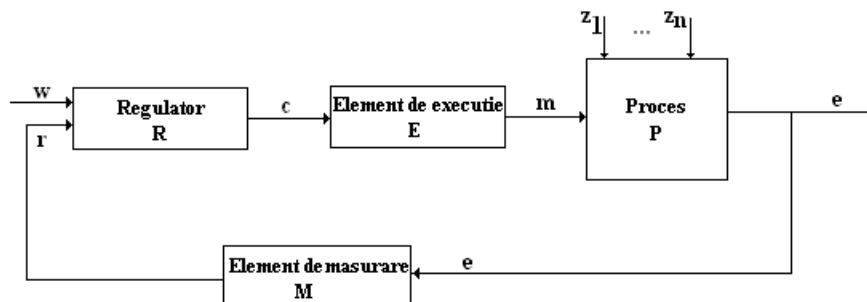 z1 ... zn
w
Regulator
R
c
Element de executie
E
m
Proces
P
e
r
Element de masurare
M
e